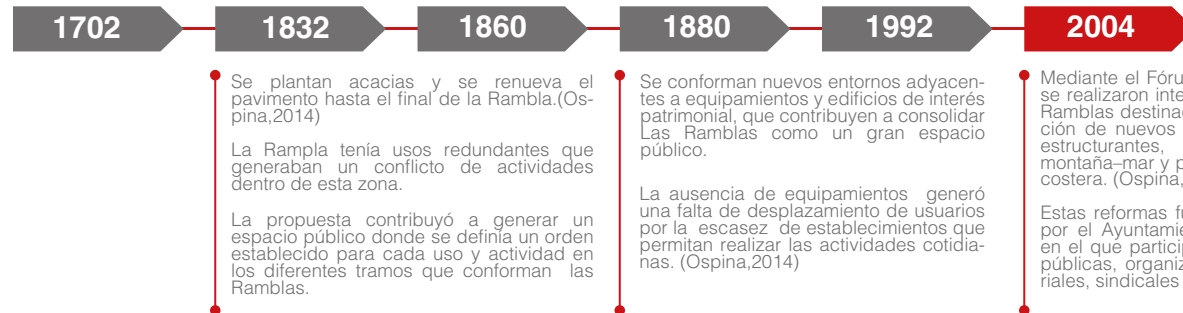 1702
1832
1860
1880
1992
2004
Se plantan acacias y se renueva el
pavimento hasta el final de la Rambla.(Os-
pina,2014)
La Rampla tenía usos redundantes que
generaban un conflicto de actividades
dentro de esta zona.
La propuesta contribuyó a generar un
espacio público donde se definía un orden
establecido para cada uso y actividad en
los diferentes tramos que conforman las
Ramblas.
Se conforman nuevos entornos adyacen-
tes a equipamientos y edificios de interés
patrimonial, que contribuyen a consolidar
Las Ramblas como un gran espacio
público.
La ausencia de equipamientos generó
una falta de desplazamiento de usuarios
por la escasez de establecimientos que
permitan realizar las actividades cotidia-
nas. (Ospina,2014)
Mediante el Fóru
se realizaron inte
Ramblas destinad
ción de nuevos
estructurantes,
montaña–mar y p
costera. (Ospina,
Estas reformas fu
por el Ayuntamie
en el que particip
públicas, organiz
riales, sindicales